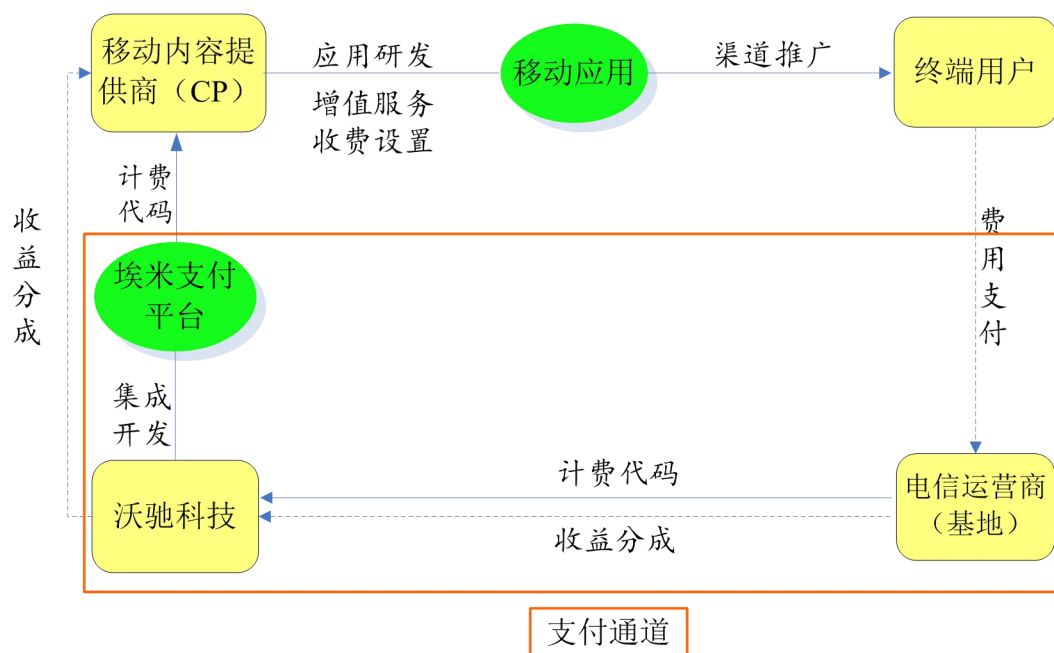 移动内容提
供商（CP）
应用研发
增值服务
收费设置
移动应用
渠道推广
终端用户
计费
代码
收
益
分
成
费
用
支
付
埃米支付
平台
集成
开发
沃驰科技
计费代码
收益分成
电信运营商
（基地）
支付通道